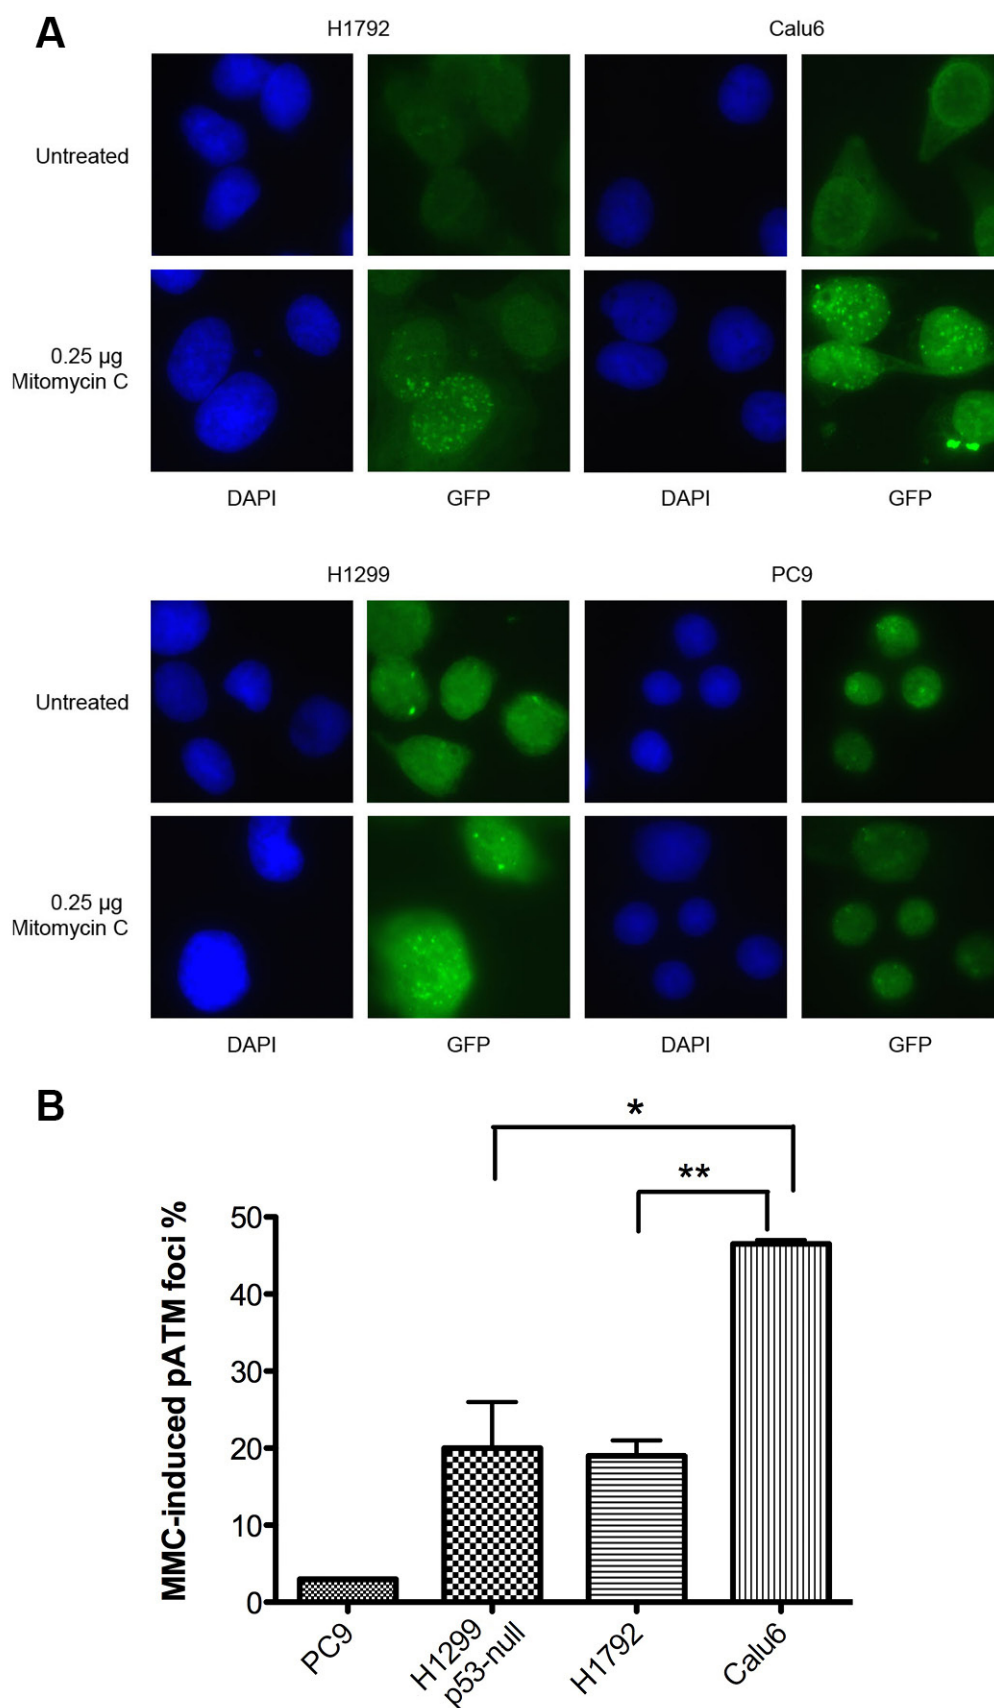 A
H1792
Calu6
Untreated
0.25 µg
Mitomycin C
DAPI
GFP
DAPI
GFP
H1299
PC9
Untreated
0.25 µg
Mitomycin C
DAPI
GFP
DAPI
GFP
B
*
**
MMC-induced pATM foci %
50
40
30
20
10
0
PC9
H1299
p53-null
H1792
Calu6